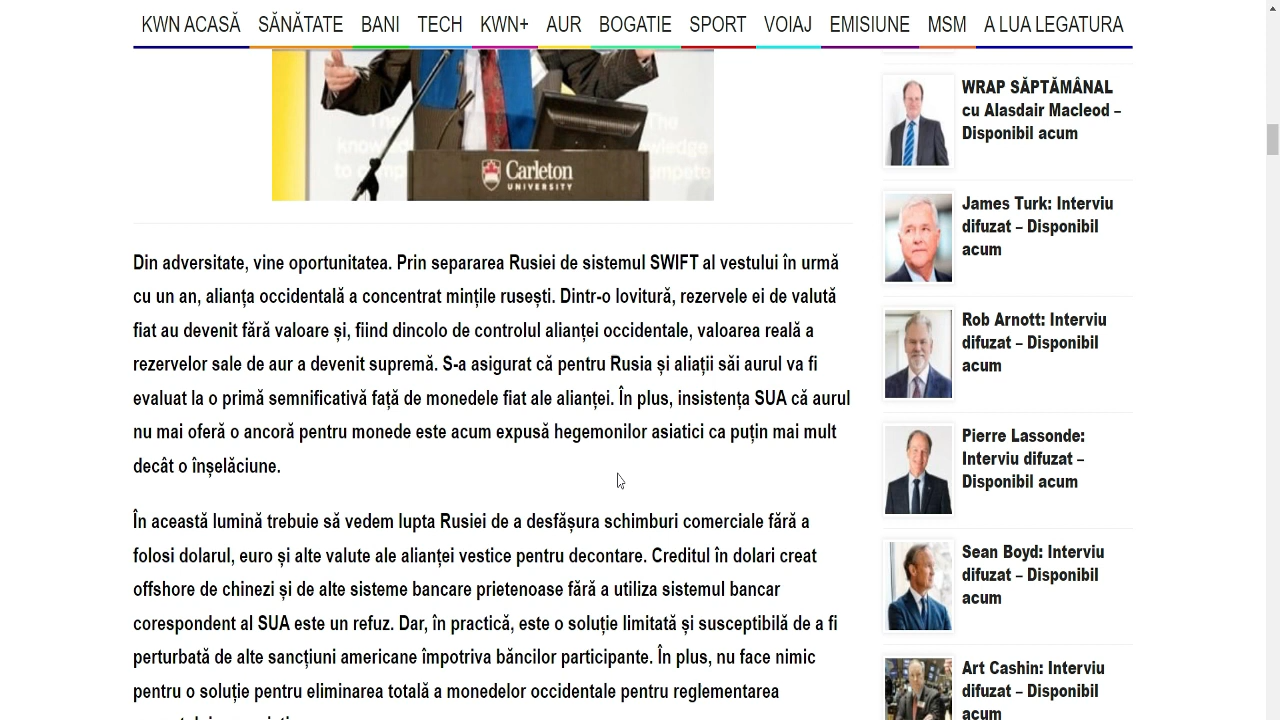 KWN ACASĂ SĂNĂTATE BANI TECH KWN+ AUR BOGATIE SPORT VOIAJ EMISIUNE MSM A LUA LEGATURA
The
Carleton
UNIVERSITY
Din adversitate, vine oportunitatea. Prin separarea Rusiei de sistemul SWIFT al vestului în urmă
cu un an, alianța occidentală a concentrat mințile rusești. Dintr-o lovitură, rezervele ei de valută
fiat au devenit fără valoare și, fiind dincolo de controlul alianței occidentale, valoarea reală a
rezervelor sale de aur a devenit supremă. S-a asigurat că pentru Rusia și aliații săi aurul va fi
evaluat la o primă semnificativă față de monedele fiat ale alianței. În plus, insistența SUA că aurul
nu mai oferă o ancoră pentru monede este acum expusă hegemonilor asiatici ca puțin mai mult
decât o înșelăciune.
În această lumină trebuie să vedem lupta Rusiei de a desfășura schimburi comerciale fără a
folosi dolarul, euro și alte valute ale alianței vestice pentru decontare. Creditul în dolari creat
offshore de chinezi și de alte sisteme bancare prietenoase fără a utiliza sistemul bancar
corespondent al SUA este un refuz. Dar, în practică, este o soluție limitată și susceptibilă de a fi
perturbată de alte sancțiuni americane împotriva băncilor participante. În plus, nu face nimic
pentru o soluție pentru eliminarea totală a monedelor occidentale pentru reglementarea
WRAP SĂPTĂMÂNAL
cu Alasdair Macleod –
Disponibil acum
James Turk: Interviu
difuzat – Disponibil
acum
Rob Arnott: Interviu
difuzat – Disponibil
acum
Pierre Lassonde:
Interviu difuzat –
Disponibil acum
Sean Boyd: Interviu
difuzat – Disponibil
acum
Art Cashin: Interviu
difuzat – Disponibil
acum